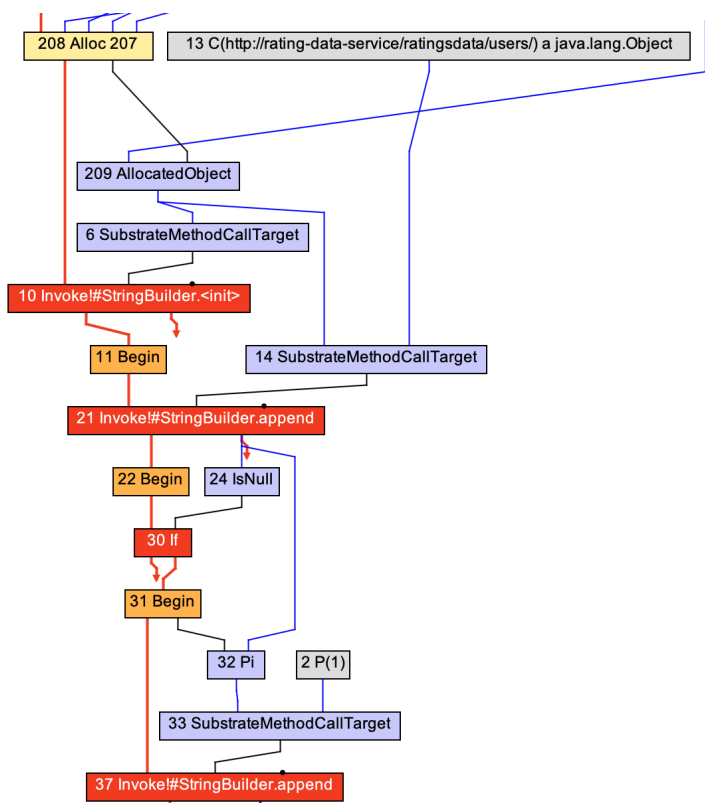 208 Alloc 207
13 C(http://rating-data-service/ratingsdata/users/) a java.lang.Object
209 AllocatedObject
6 SubstrateMethodCallTarget
10 Invoke!#StringBuilder.<init>
11 Begin
14 SubstrateMethodCallTarget
21 Invoke!#StringBuilder.append
22 Begin
24 IsNull
30 If
31 Begin
32 Pi
2 P(1)
33 SubstrateMethodCallTarget
37 Invoke!#StringBuilder.append